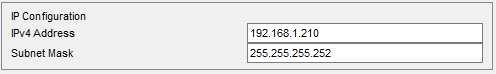 IP Configuration
IPv4 Address 192.168.1.210
Subnet Mask 255.255.255.252